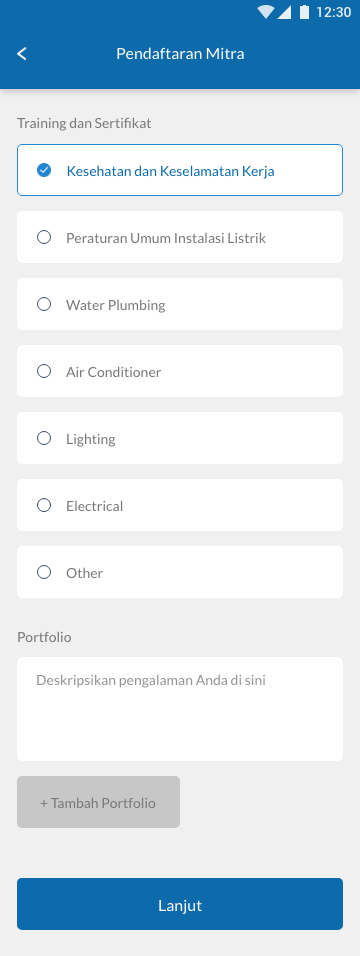 12:30
Pendaftaran Mitra
Training dan Sertifikat
Kesehatan dan Keselamatan Kerja
Peraturan Umum Instalasi Listrik
Water Plumbing
Air Conditioner
Lighting
Electrical
Other
Portfolio
Deskripsikan pengalaman Anda di sini
+ Tambah Portfolio
Lanjut